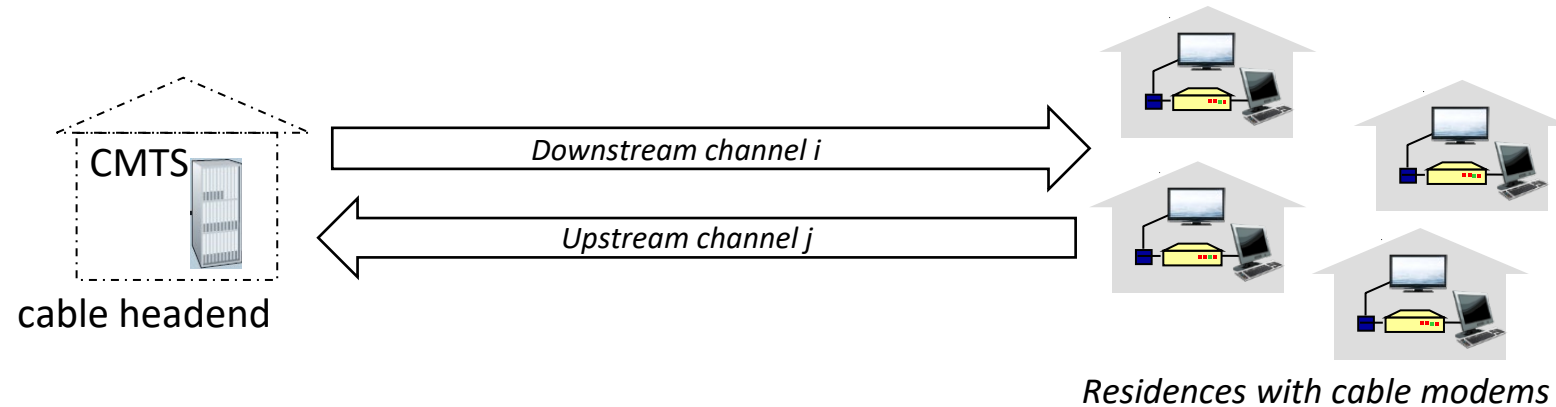 CMTS
Downstream channel i
Upstream channel j
cable headend
Residences with cable modems